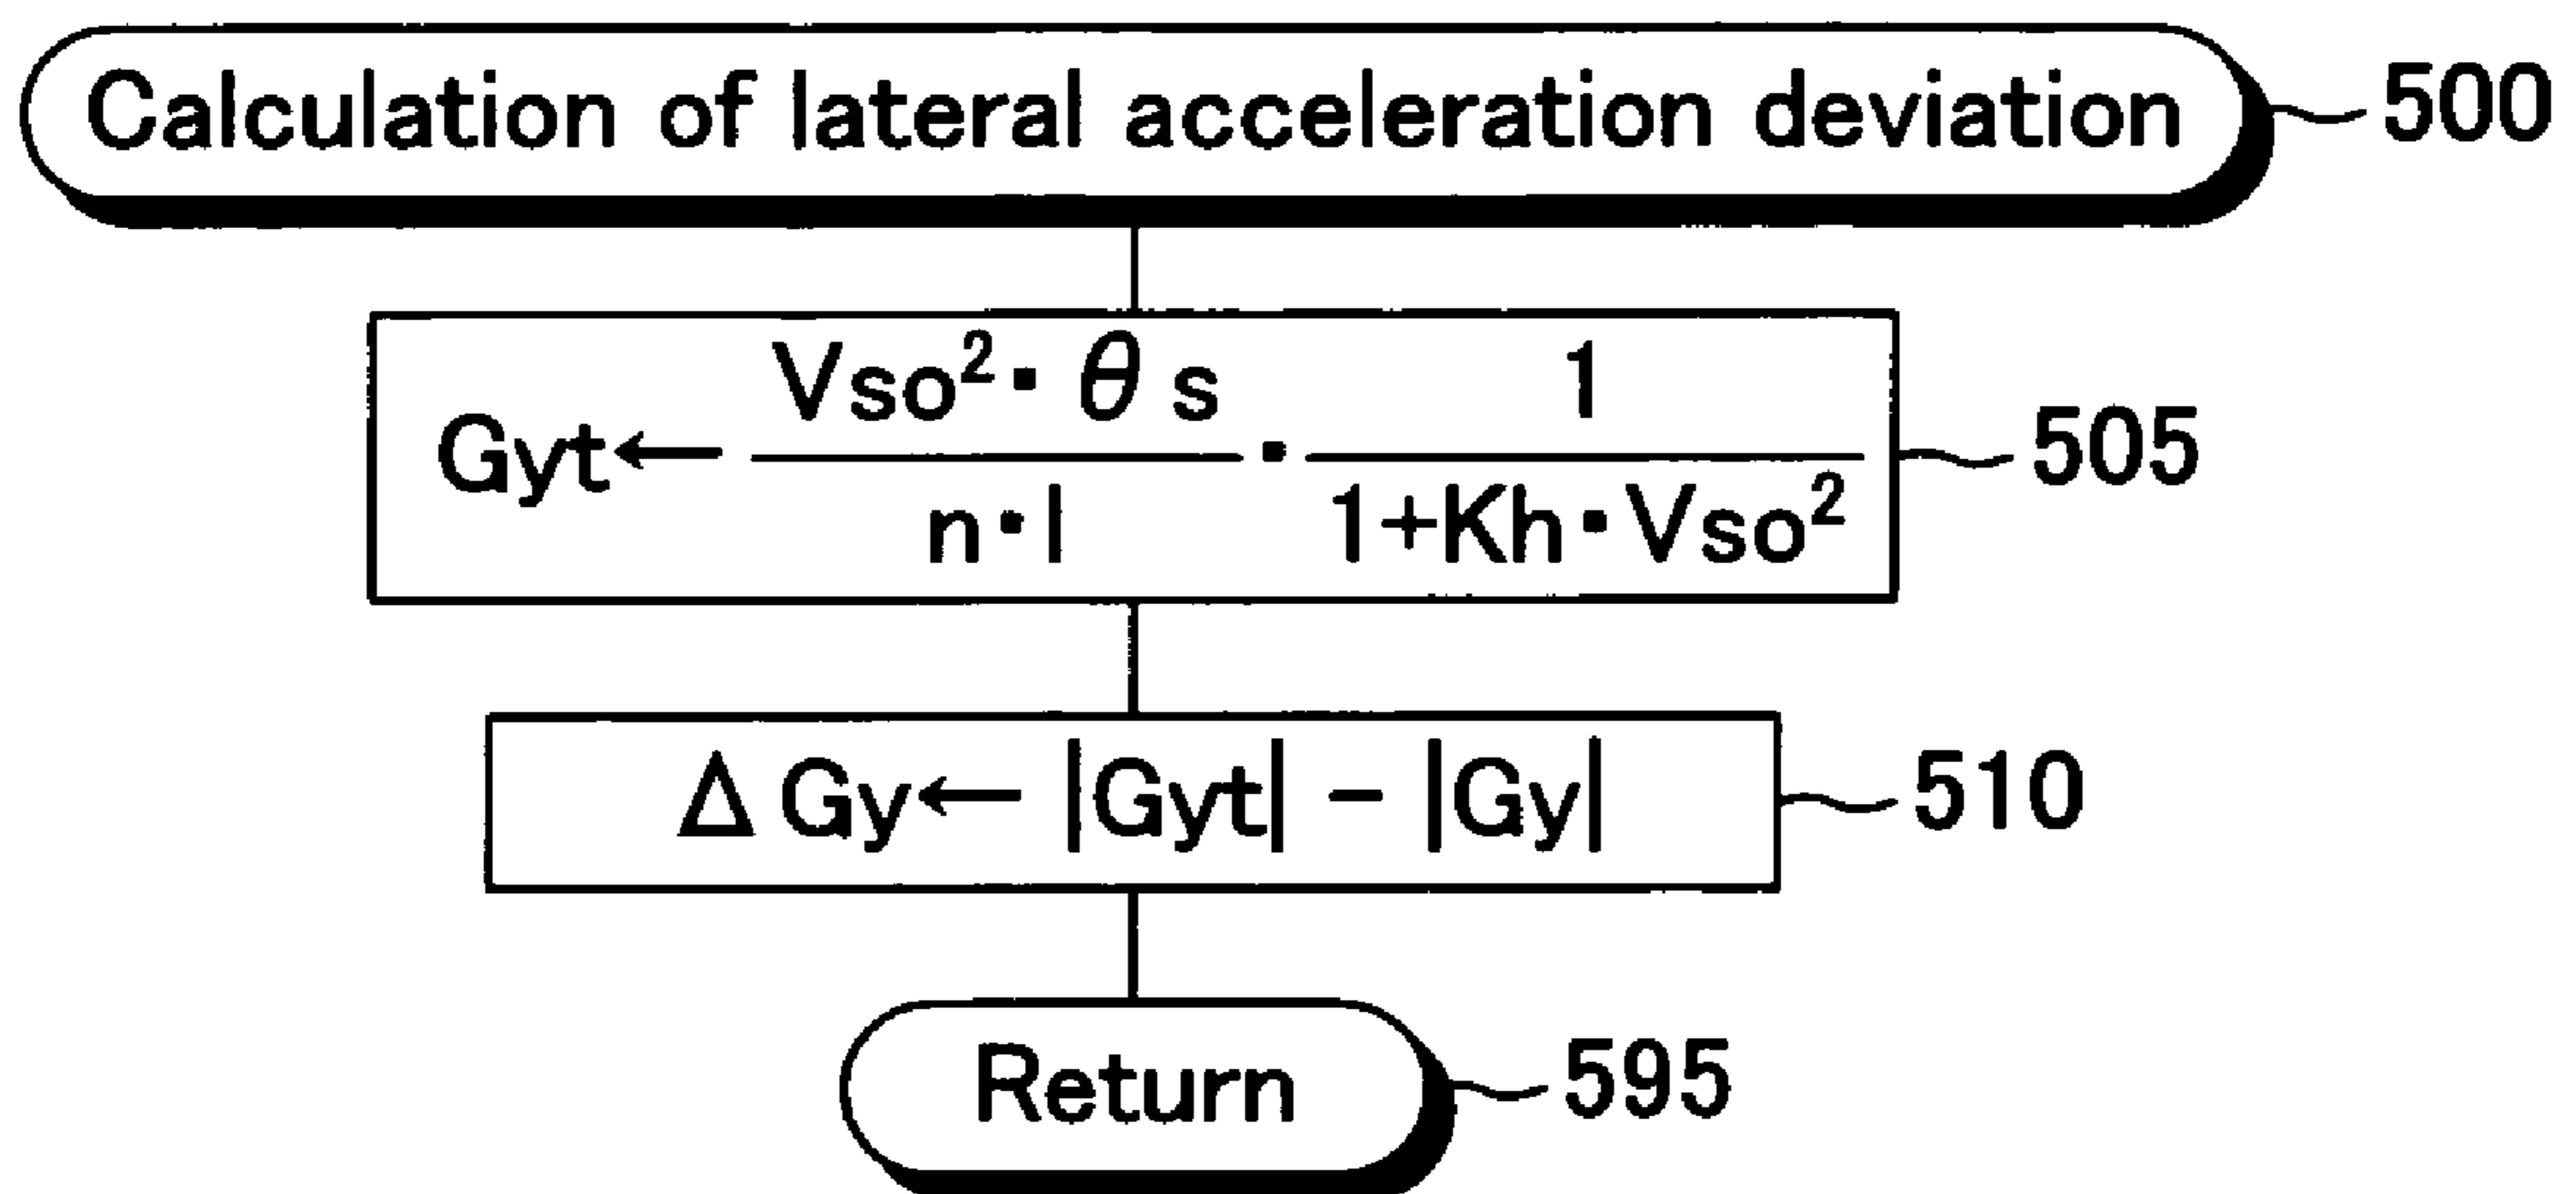 Calculation of lateral acceleration deviation 500
Gyt← Vso²・θs / n・l ・ 1 / 1+Kh・Vso² 505
ΔGy← |Gyt| - |Gy| 510
Return 595